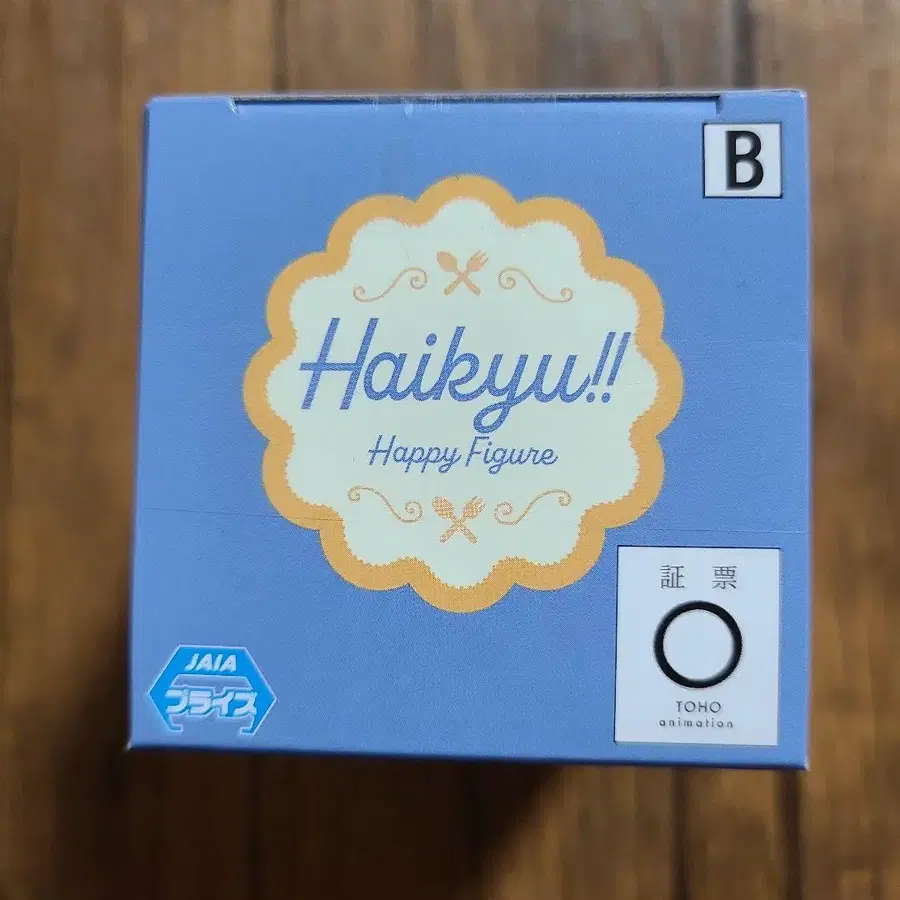 B
Haikyu!!
Happy Figure
証 票
TOHO
animation
JAIA
プライズ